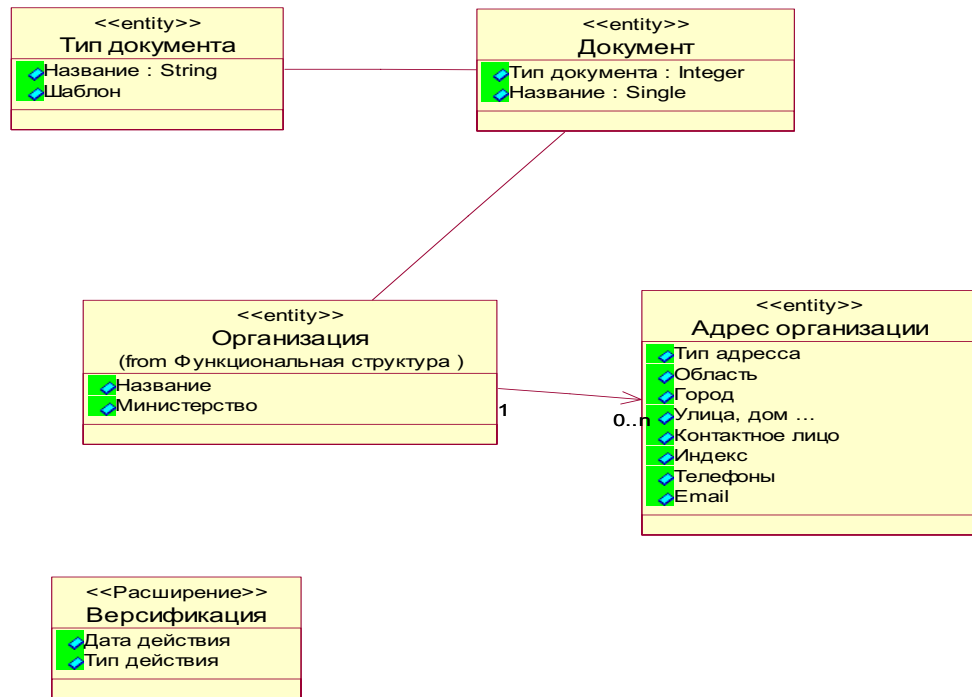 <<entity>>
Тип документа
Название : String
Шаблон
<<entity>>
Документ
Тип документа : Integer
Название : Single
<<entity>>
Организация
(from Функциональная структура )
Название
Министерство
1
0..n
<<entity>>
Адрес организации
Тип адресса
Область
Город
Улица, дом ...
Контактное лицо
Индекс
Телефоны
Email
<<Расширение>>
Версификация
Дата действия
Тип действия